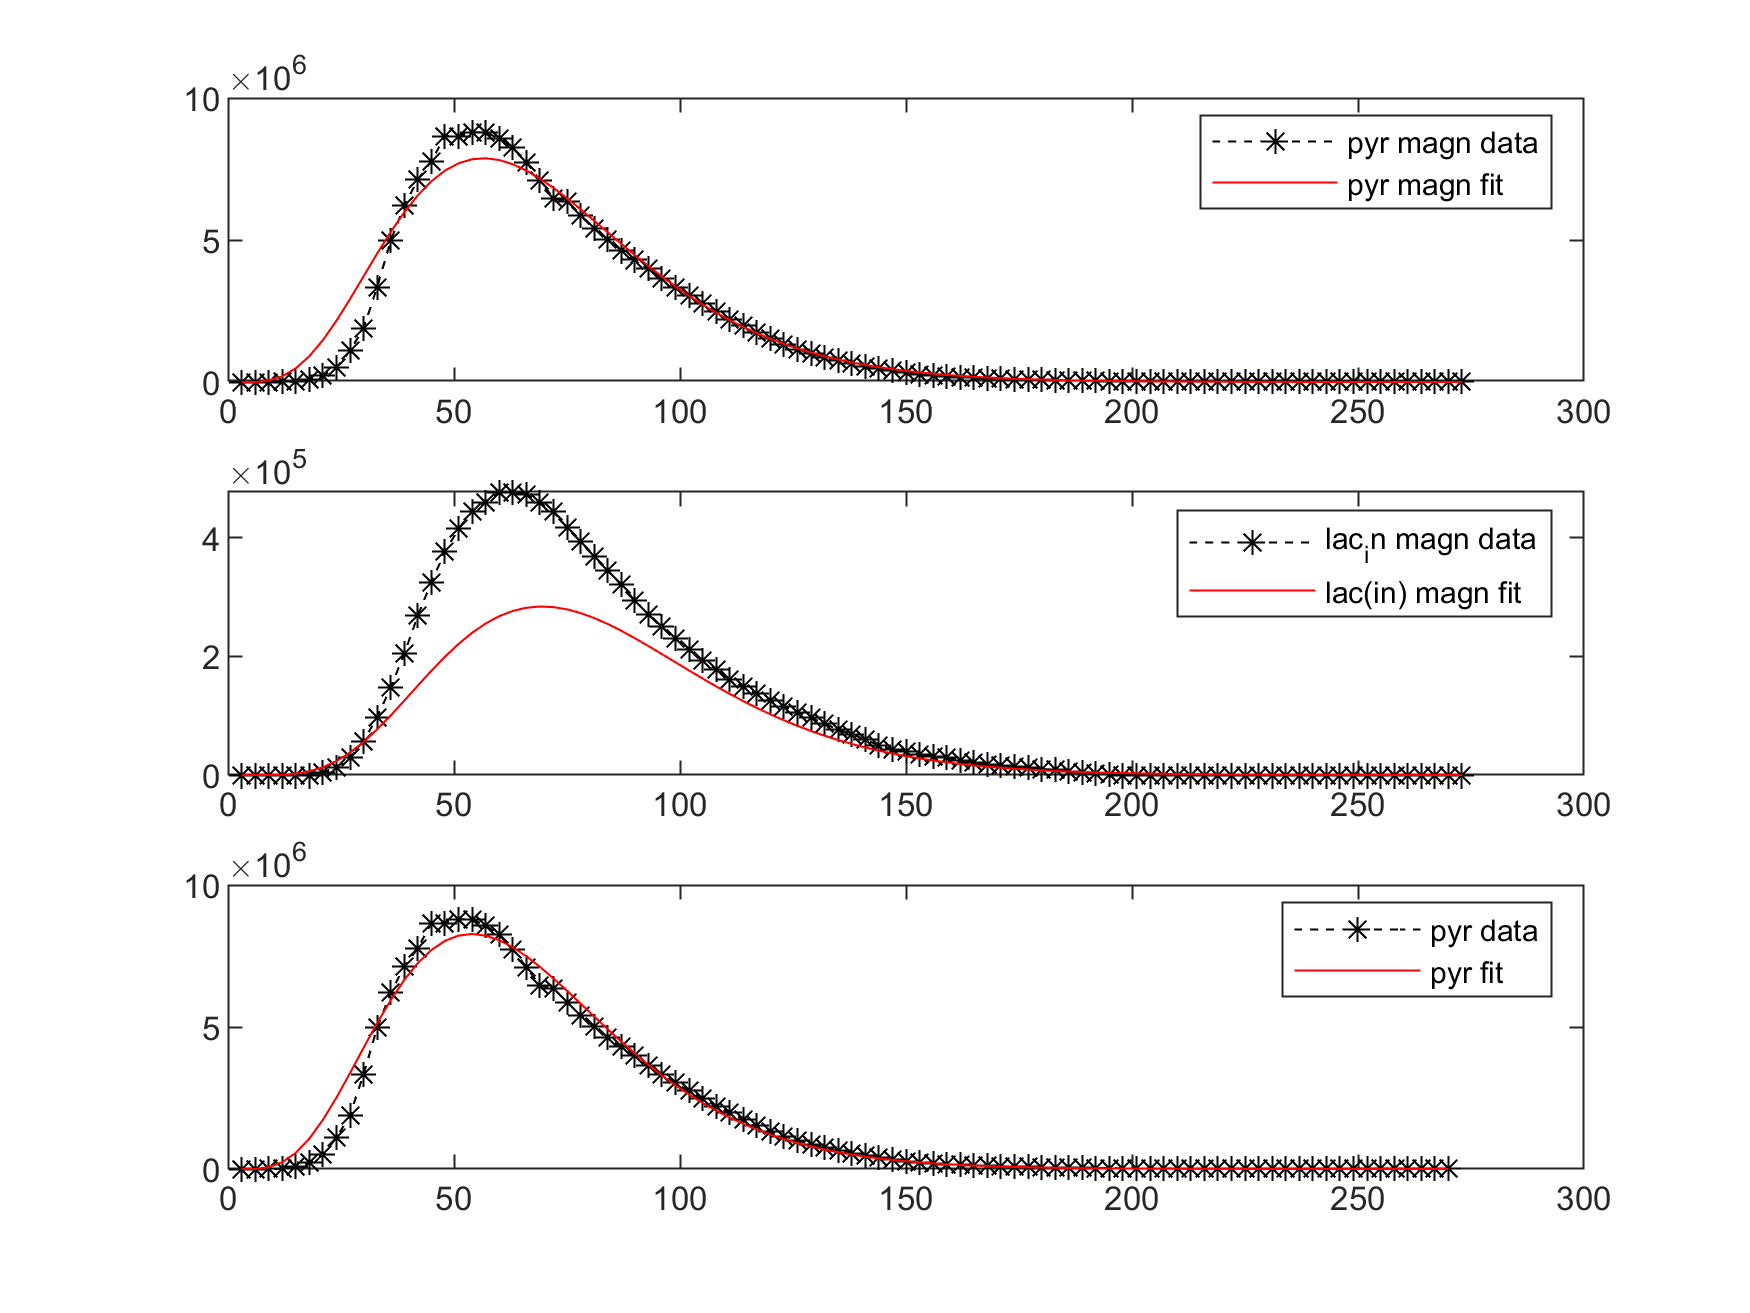 ×10^6
10
5
0
0 50 100 150 200 250 300
pyr magn data
pyr magn fit
×10^5
4
2
0
0 50 100 150 200 250 300
lac_in magn data
lac(in) magn fit
×10^6
10
5
0
0 50 100 150 200 250 300
pyr data
pyr fit